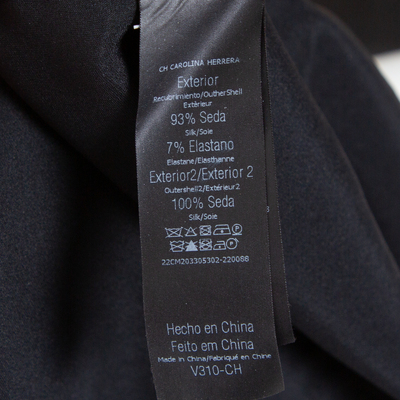 CH CAROLINA HERRERA
Exterior
Recubrimiento/OutherShell
Extérieur
93% Seda
Silk/Soie
7% Elastano
Elastane/Elasthanne
Exterior2/Exterior 2
Outershell2/Extérieur2
100% Seda
Silk/Soie
22CM203305302-220088
Hecho en China
Feito em China
Made in China/Fabriqué en Chine
V310-CH